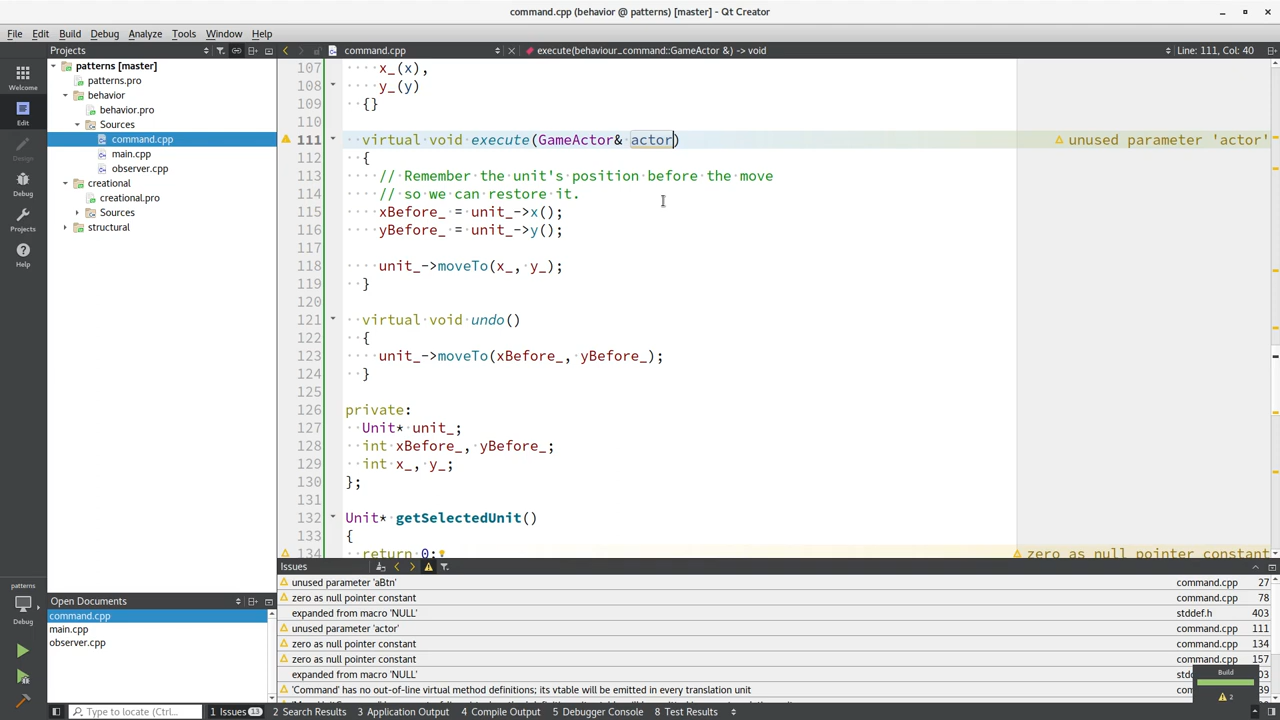 command.cpp (behavior @ patterns) [master] - Qt Creator
File Edit Build Debug Analyze Tools Window Help
Projects
command.cpp
execute(behaviour_command::GameActor &) -> void
Line: 111, Col: 40
Welcome
Edit
Design
Debug
Projects
Help
patterns
Debug
patterns [master]
patterns.pro
behavior
behavior.pro
Sources
command.cpp
main.cpp
observer.cpp
creational
creational.pro
Sources
structural
Open Documents
command.cpp
main.cpp
observer.cpp
107 x_(x),
108 y_(y)
109 {}
110
111 virtual void execute(GameActor& actor) unused parameter 'actor'
112 {
113 // Remember the unit's position before the move
114 // so we can restore it.
115 xBefore_ = unit_->x();
116 yBefore_ = unit_->y();
117
118 unit_->moveTo(x_, y_);
119 }
120
121 virtual void undo()
122 {
123 unit_->moveTo(xBefore_, yBefore_);
124 }
125
126 private:
127 Unit* unit_;
128 int xBefore_, yBefore_;
129 int x_, y_;
130 };
131
132 Unit* getSelectedUnit()
133 {
134 return 0; zero as null pointer constant
Issues
unused parameter 'aBtn' command.cpp 27
zero as null pointer constant command.cpp 78
expanded from macro 'NULL' stddef.h 403
unused parameter 'actor' command.cpp 111
zero as null pointer constant command.cpp 134
zero as null pointer constant command.cpp 157
expanded from macro 'NULL'
'Command' has no out-of-line virtual method definitions; its vtable will be emitted in every translation unit
Build
2
Type to locate (Ctrl+...)
1 Issues 13 2 Search Results 3 Application Output 4 Compile Output 5 Debugger Console 8 Test Results